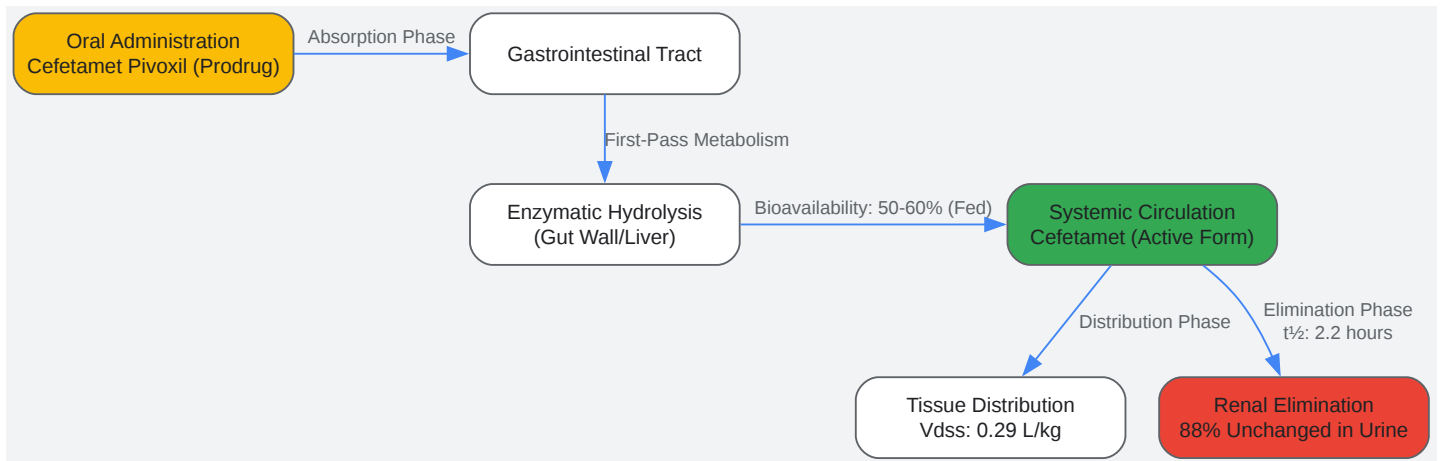 Oral Administration
Cefetamet Pivoxil (Prodrug)
Absorption Phase
Gastrointestinal Tract
First-Pass Metabolism
Enzymatic Hydrolysis
(Gut Wall/Liver)
Bioavailability: 50-60% (Fed)
Systemic Circulation
Cefetamet (Active Form)
Distribution Phase
Elimination Phase
t½: 2.2 hours
Tissue Distribution
Vdss: 0.29 L/kg
Renal Elimination
88% Unchanged in Urine